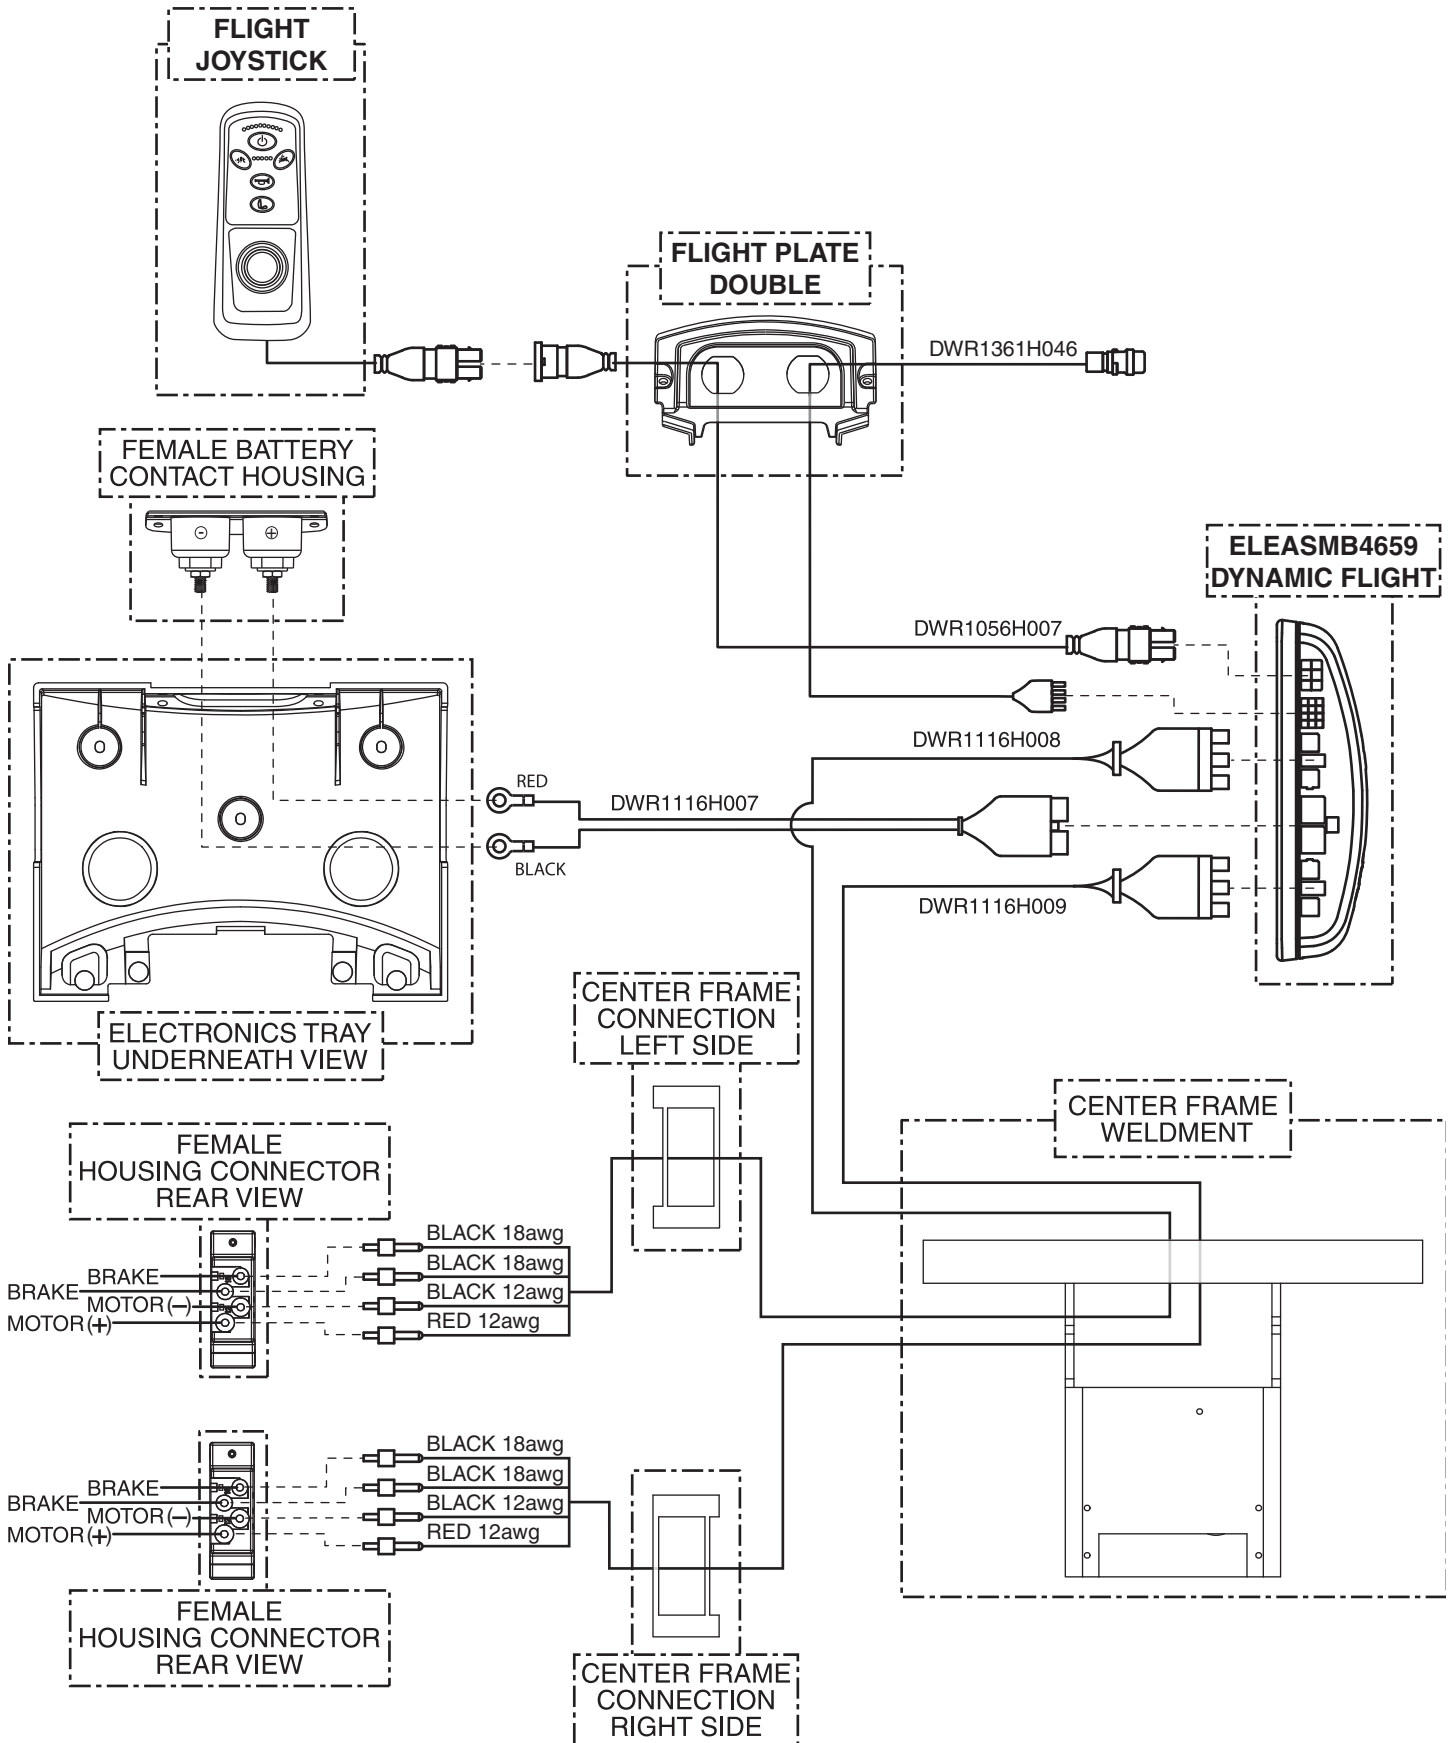 FLIGHT
JOYSTICK
FLIGHT PLATE
DOUBLE
DWR1361H046
FEMALE BATTERY
CONTACT HOUSING
ELEASMB4659
DYNAMIC FLIGHT
DWR1056H007
DWR1116H008
RED
DWR1116H007
BLACK
DWR1116H009
ELECTRONICS TRAY
UNDERNEATH VIEW
CENTER FRAME
CONNECTION
LEFT SIDE
CENTER FRAME
WELDMENT
FEMALE
HOUSING CONNECTOR
REAR VIEW
BLACK 18awg
BLACK 18awg
BLACK 12awg
RED 12awg
BRAKE
BRAKE
MOTOR (−)
MOTOR (+)
BLACK 18awg
BLACK 18awg
BLACK 12awg
RED 12awg
BRAKE
BRAKE
MOTOR (−)
MOTOR (+)
FEMALE
HOUSING CONNECTOR
REAR VIEW
CENTER FRAME
CONNECTION
RIGHT SIDE